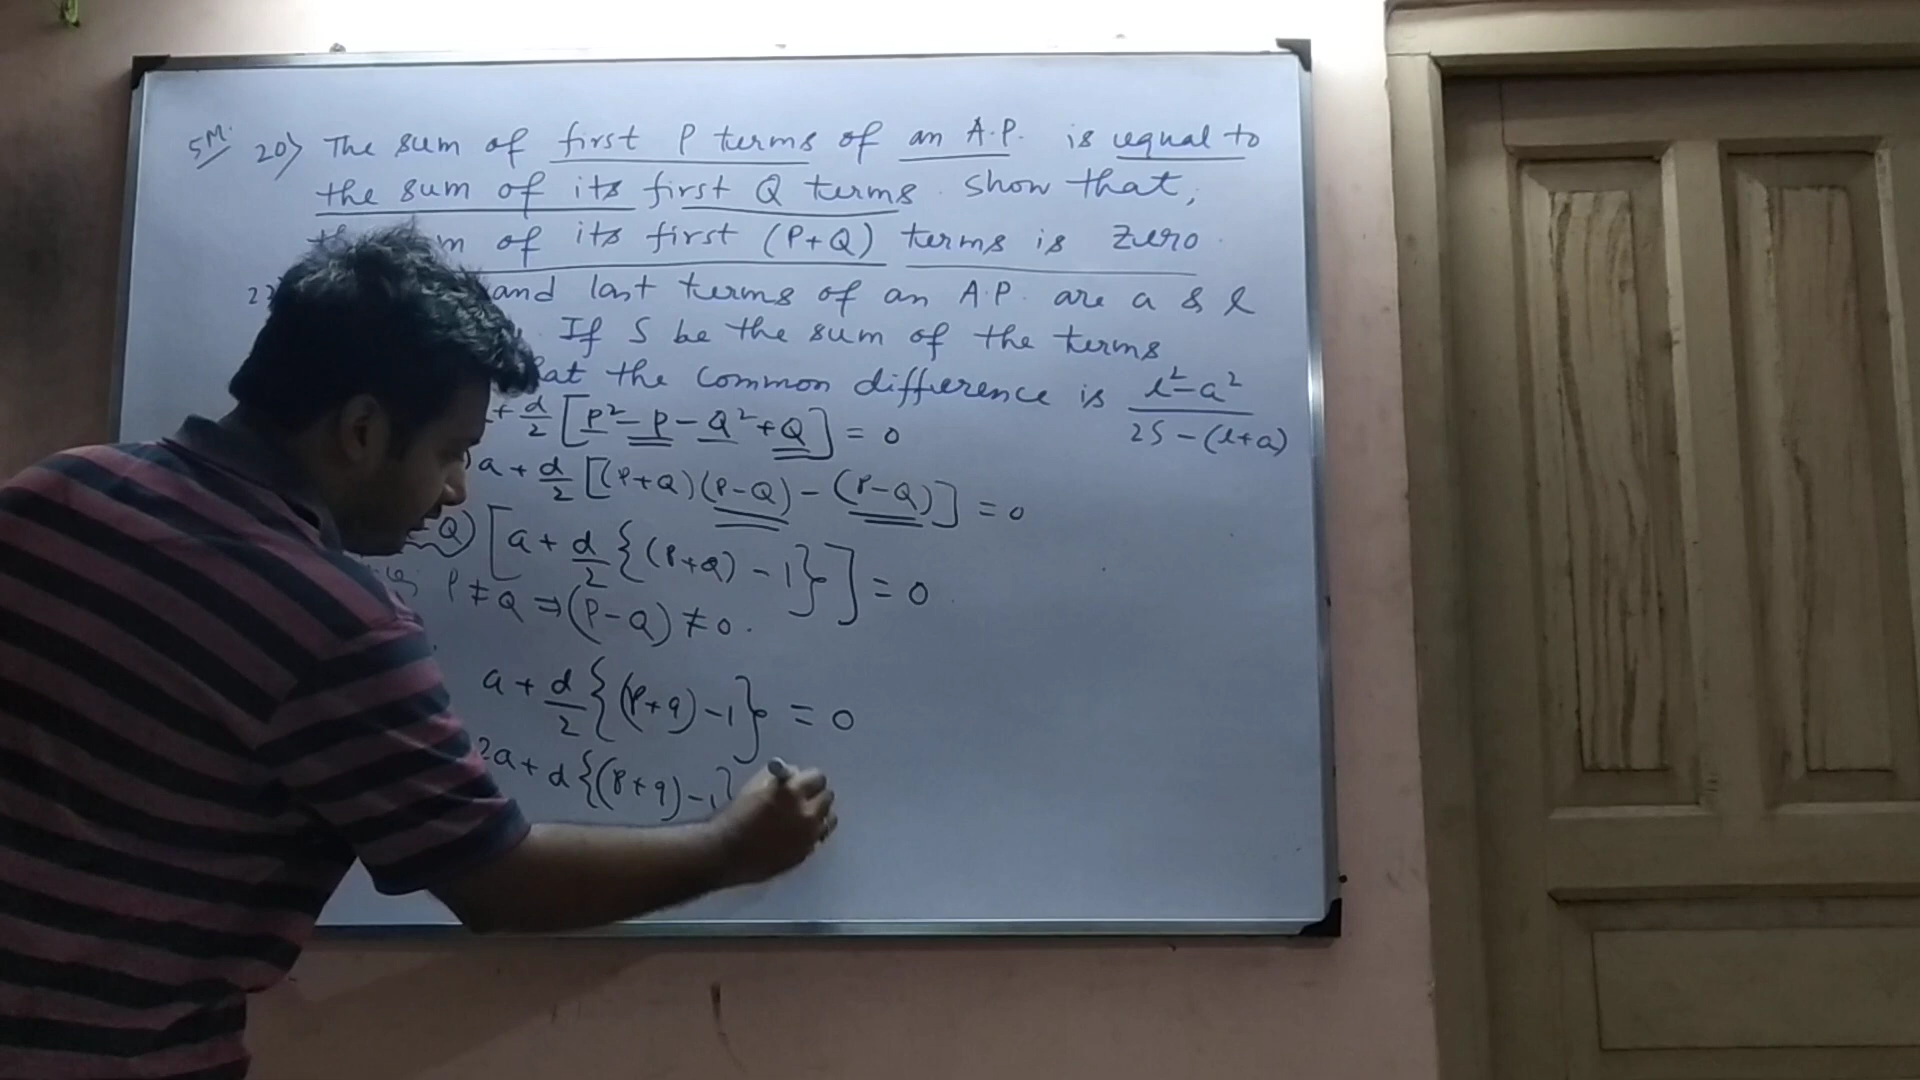 5M. 20) The sum of first P terms of an A.P. is equal to
the sum of its first Q terms. Show that,
of its first (P+Q) terms is zero.
and last terms of an A.P. are a & l
If S be the sum of the terms
that the common difference is l²-a² / 2S-(l+a)
+ d/2 [P²-P-Q²+Q] = 0
a + d/2 [(P+Q)(P-Q) - (P-Q)] = 0
Q) [a + d/2 {(P+Q) - 1}] = 0
P ≠ Q ⇒ (P-Q) ≠ 0.
a + d/2 {(P+q) - 1} = 0
2a + d {(P+q) - 1}